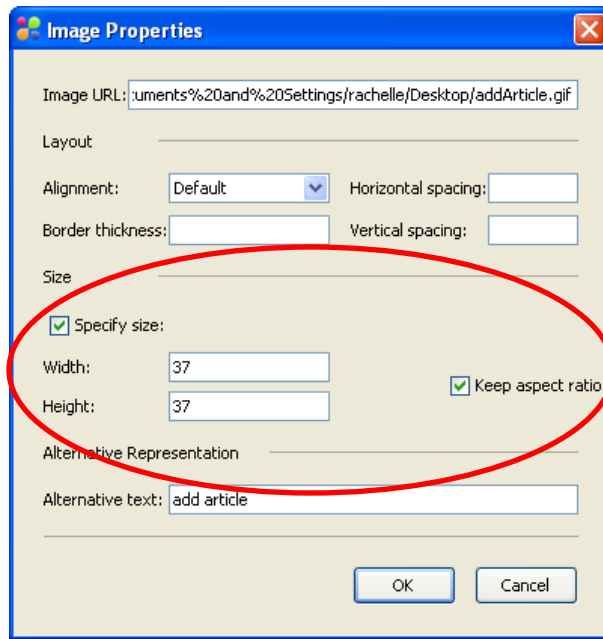 Image Properties
Image URL: :uments%20and%20Settings/rachelle/Desktop/addArticle.gif
Layout
Alignment: Default Horizontal spacing:
Border thickness: Vertical spacing:
Size
Specify size:
Width: 37
Keep aspect ratio
Height: 37
Alternative Representation
Alternative text: add article
OK Cancel